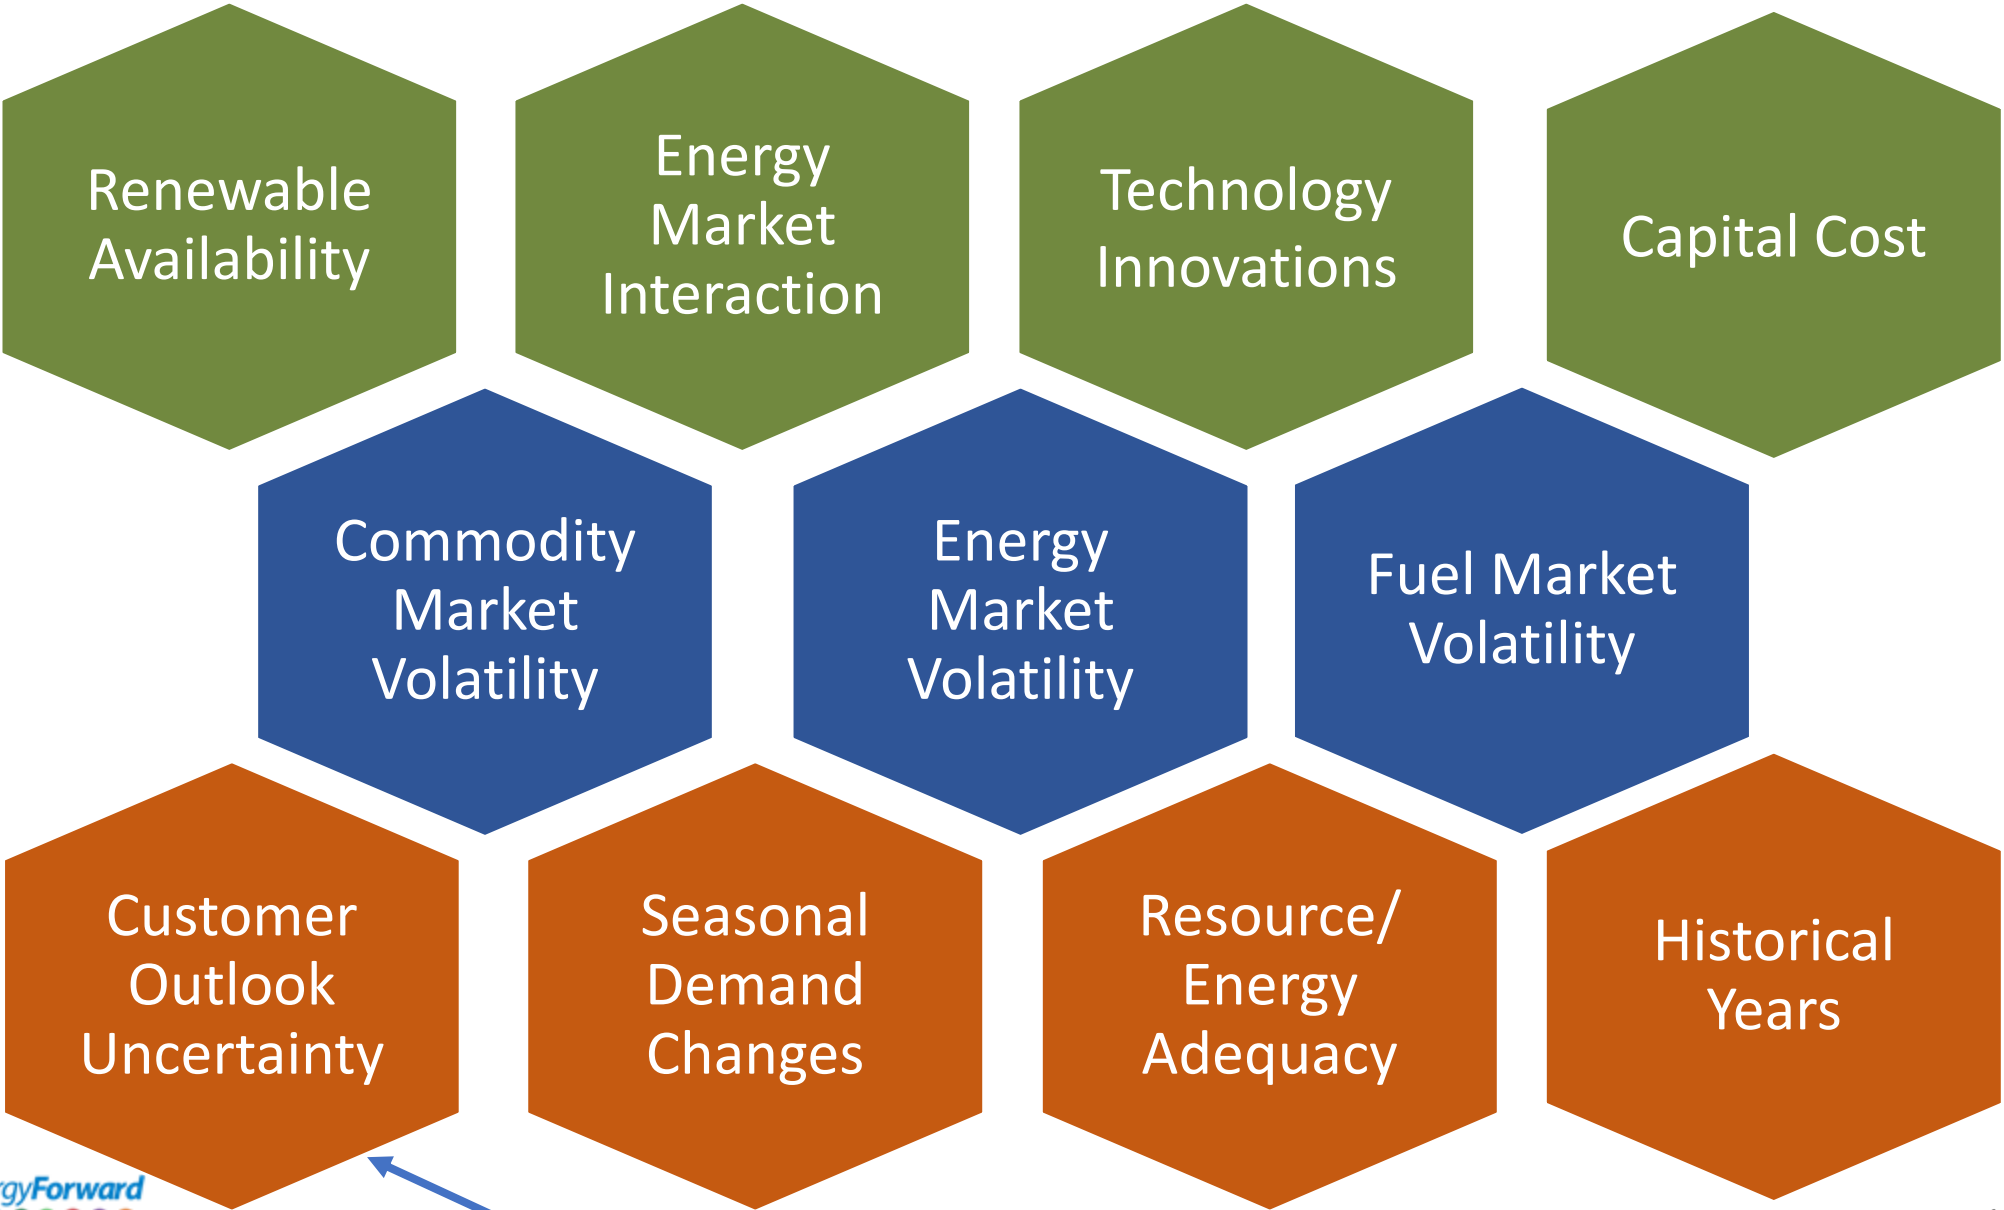 Renewable
Availability
Energy
Market
Interaction
Technology
Innovations
Capital Cost
Commodity
Market
Volatility
Energy
Market
Volatility
Fuel Market
Volatility
Customer
Outlook
Uncertainty
Seasonal
Demand
Changes
Resource/
Energy
Adequacy
Historical
Years
gyForward